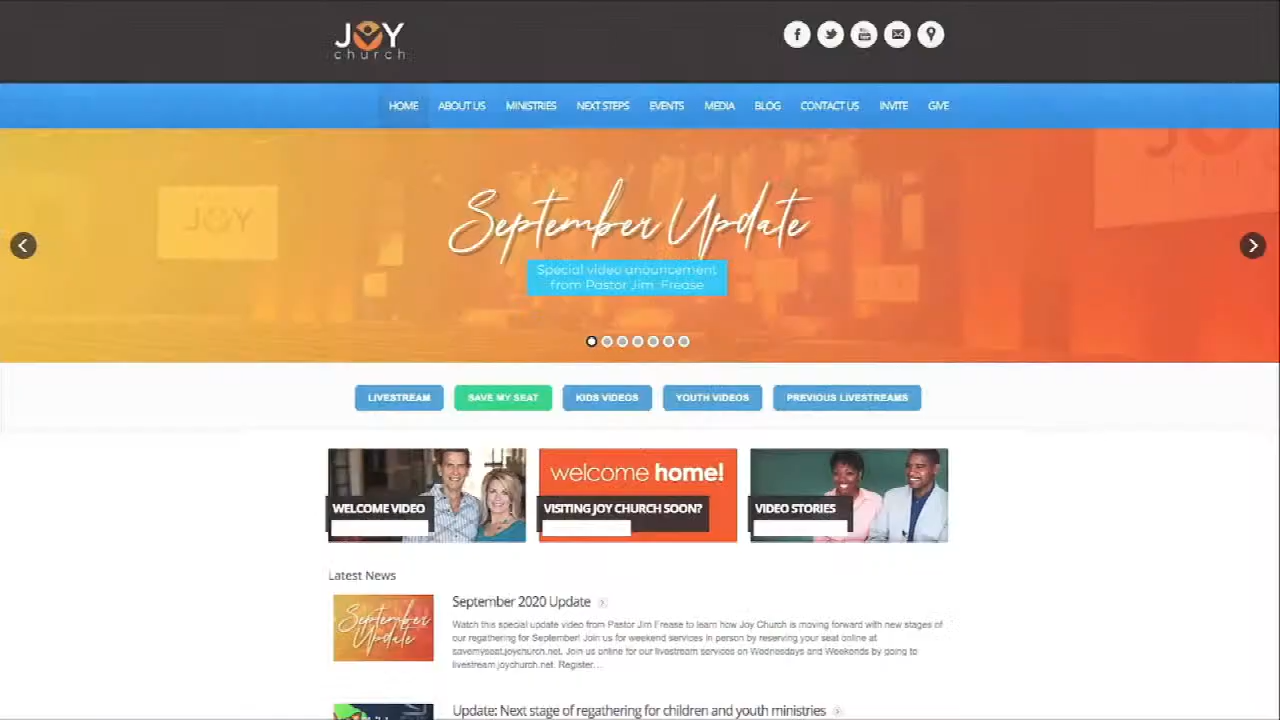 JOY
church
HOME ABOUT US MINISTRIES NEXT STEPS EVENTS MEDIA BLOG CONTACT US INVITE GIVE
JOY
September Update
Special video anouncement
from Pastor Jim Frease
LIVESTREAM SAVE MY SEAT KIDS VIDEOS YOUTH VIDEOS PREVIOUS LIVESTREAMS
welcome home!
WELCOME VIDEO
VISITING JOY CHURCH SOON?
VIDEO STORIES
Latest News
September Update
September 2020 Update
Watch this special update video from Pastor Jim Frease to learn how Joy Church is moving forward with new stages of
our regathering for September! Join us for weekend services in person by reserving your seat online at
savemyseat.joychurch.net. Join us online for our livestream services on Wednesdays and Weekends by going to
livestream.joychurch.net. Register...
Update: Next stage of regathering for children and youth ministries